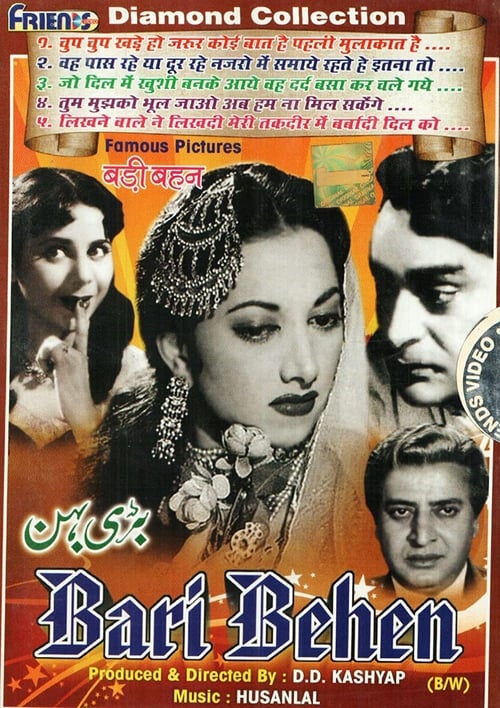 FRIENDS
Diamond Collection
१. चुप चुप खड़े हो जरूर कोई बात है पहली मुलाकात है ....
२. वह पास रहे या दूर रहे नजरो में समाये रहते हे इतना तो ....
३. जो दिल में खुशी बनके आये वह दर्द बसा कर चले गये ....
४. तुम मुझको भूल जाओ अब हम ना मिल सकेंगे ....
५. लिखने वाले ने लिखदी मेरी तकदीर में बर्बादी दिल को ....
Famous Pictures
बड़ी बहन
NDS VIDEO
بڑی بہن
Bari Behen
Produced & Directed By : D.D. KASHYAP
(B/W)
Music : HUSANLAL